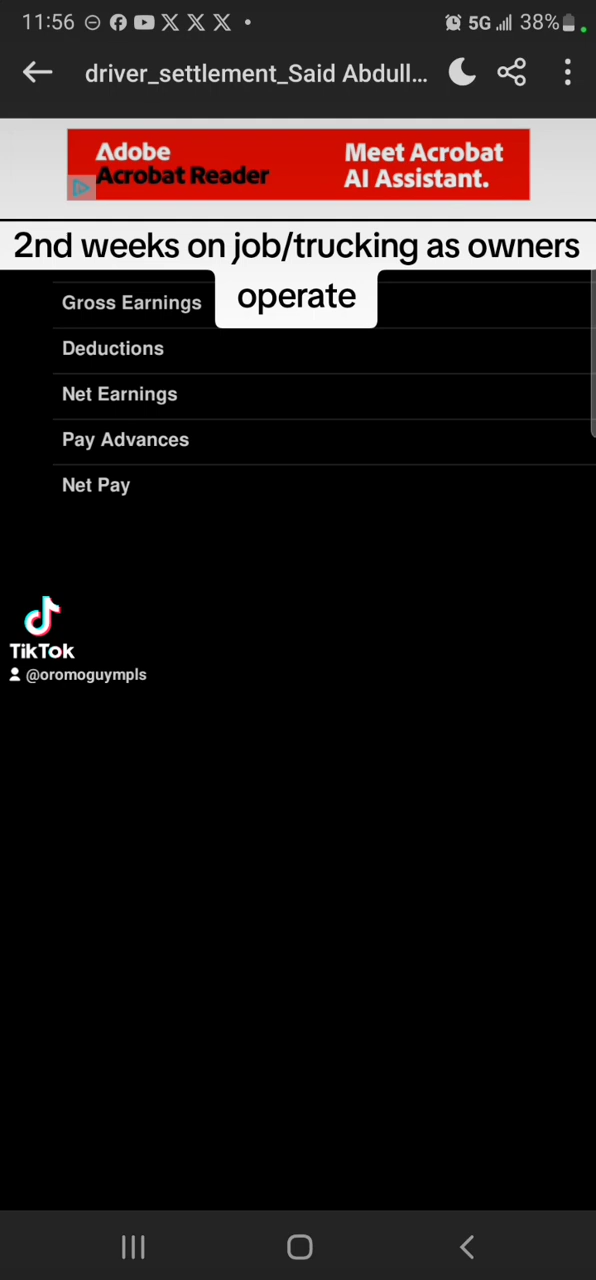 11:56
5G 38%
driver_settlement_Said Abdull...
Adobe
Acrobat Reader
Meet Acrobat
AI Assistant.
2nd weeks on job/trucking as owners
operate
Gross Earnings
Deductions
Net Earnings
Pay Advances
Net Pay
TikTok
@oromoguympls